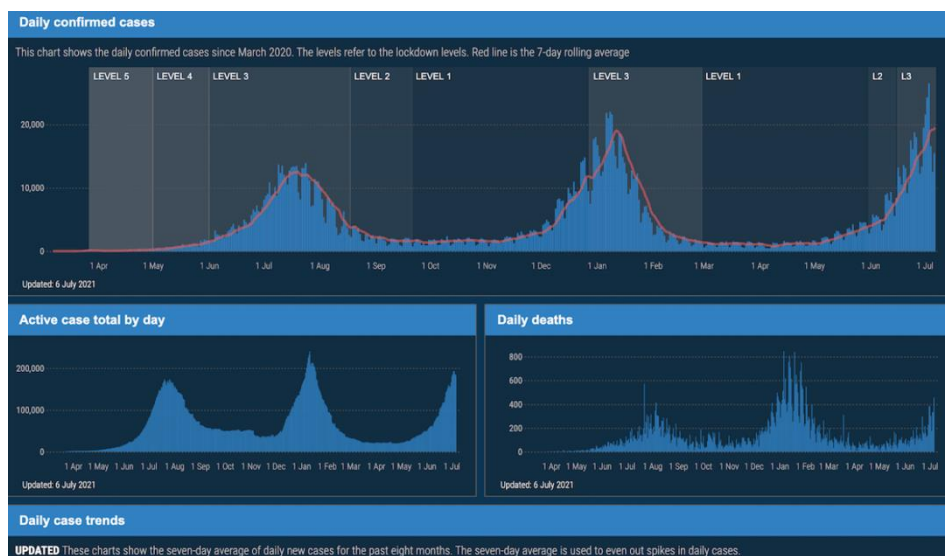 Daily confirmed cases
This chart shows the daily confirmed cases since March 2020. The levels refer to the lockdown levels. Red line is the 7-day rolling average
LEVEL 5 LEVEL 4 LEVEL 3 LEVEL 2 LEVEL 1 LEVEL 3 LEVEL 1 L2 L3
20,000
10,000
0
1 Apr 1 May 1 Jun 1 Jul 1 Aug 1 Sep 1 Oct 1 Nov 1 Dec 1 Jan 1 Feb 1 Mar 1 Apr 1 May 1 Jun 1 Jul
Updated: 6 July 2021
Active case total by day
200,000
100,000
0
1 Apr 1 May 1 Jun 1 Jul 1 Aug 1 Sep 1 Oct 1 Nov 1 Dec 1 Jan 1 Feb 1 Mar 1 Apr 1 May 1 Jun 1 Jul
Updated: 6 July 2021
Daily deaths
800
600
400
200
0
1 Apr 1 May 1 Jun 1 Jul 1 Aug 1 Sep 1 Oct 1 Nov 1 Dec 1 Jan 1 Feb 1 Mar 1 Apr 1 May 1 Jun 1 Jul
Updated: 6 July 2021
Daily case trends
UPDATED These charts show the seven-day average of daily new cases for the past eight months. The seven-day average is used to even out spikes in daily cases.